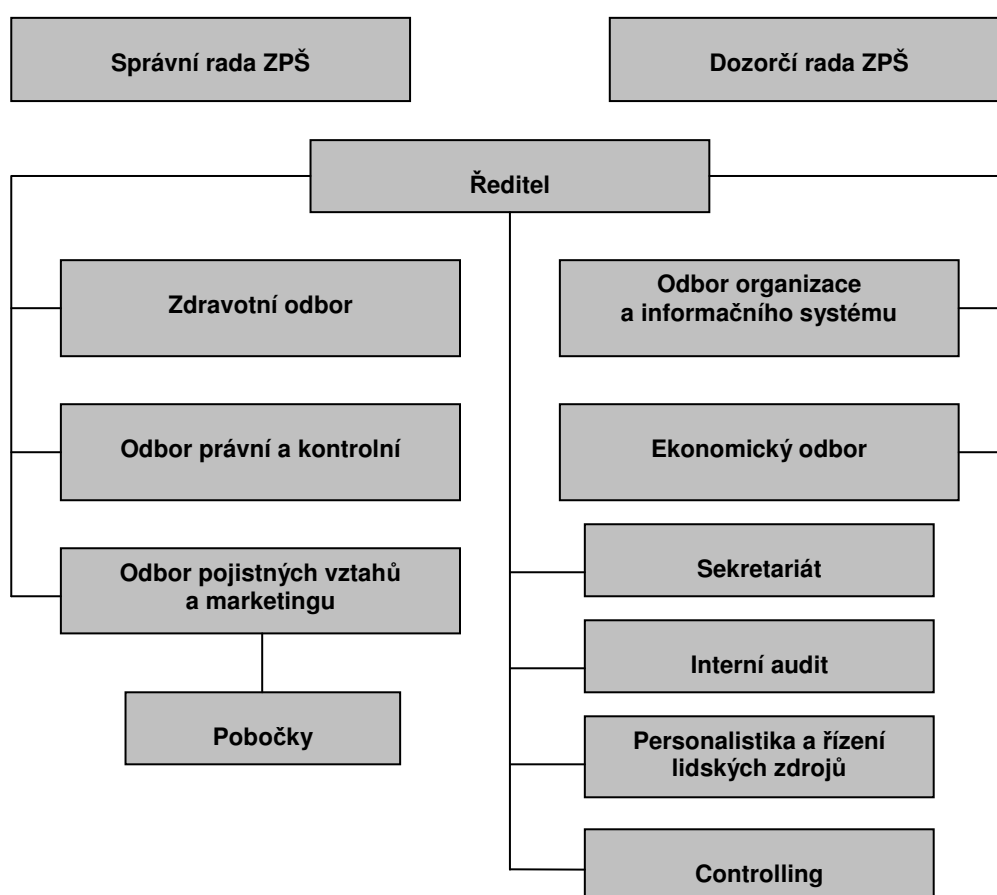 Správní rada ZPŠ
Dozorčí rada ZPŠ
Ředitel
Zdravotní odbor
Odbor organizace
a informačního systému
Odbor právní a kontrolní
Ekonomický odbor
Odbor pojistných vztahů
a marketingu
Sekretariát
Interní audit
Pobočky
Personalistika a řízení
lidských zdrojů
Controlling